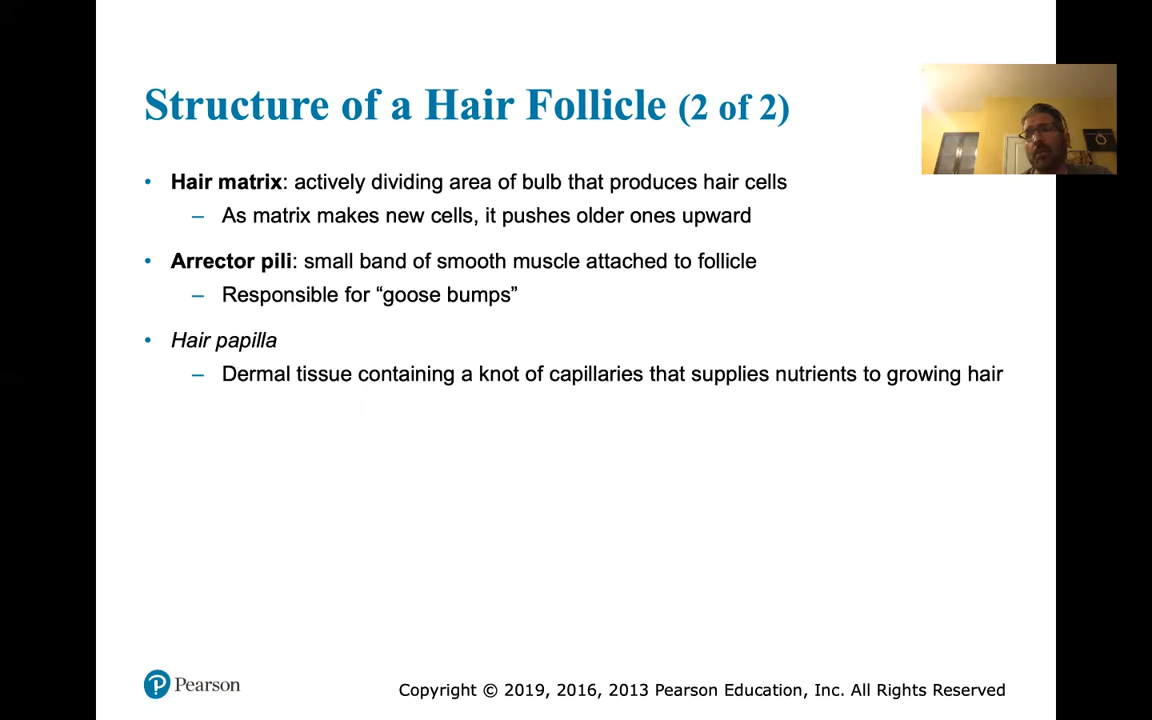 Structure of a Hair Follicle (2 of 2)
• Hair matrix: actively dividing area of bulb that produces hair cells
– As matrix makes new cells, it pushes older ones upward
• Arrector pili: small band of smooth muscle attached to follicle
– Responsible for “goose bumps”
• Hair papilla
– Dermal tissue containing a knot of capillaries that supplies nutrients to growing hair
Pearson
Copyright © 2019, 2016, 2013 Pearson Education, Inc. All Rights Reserved